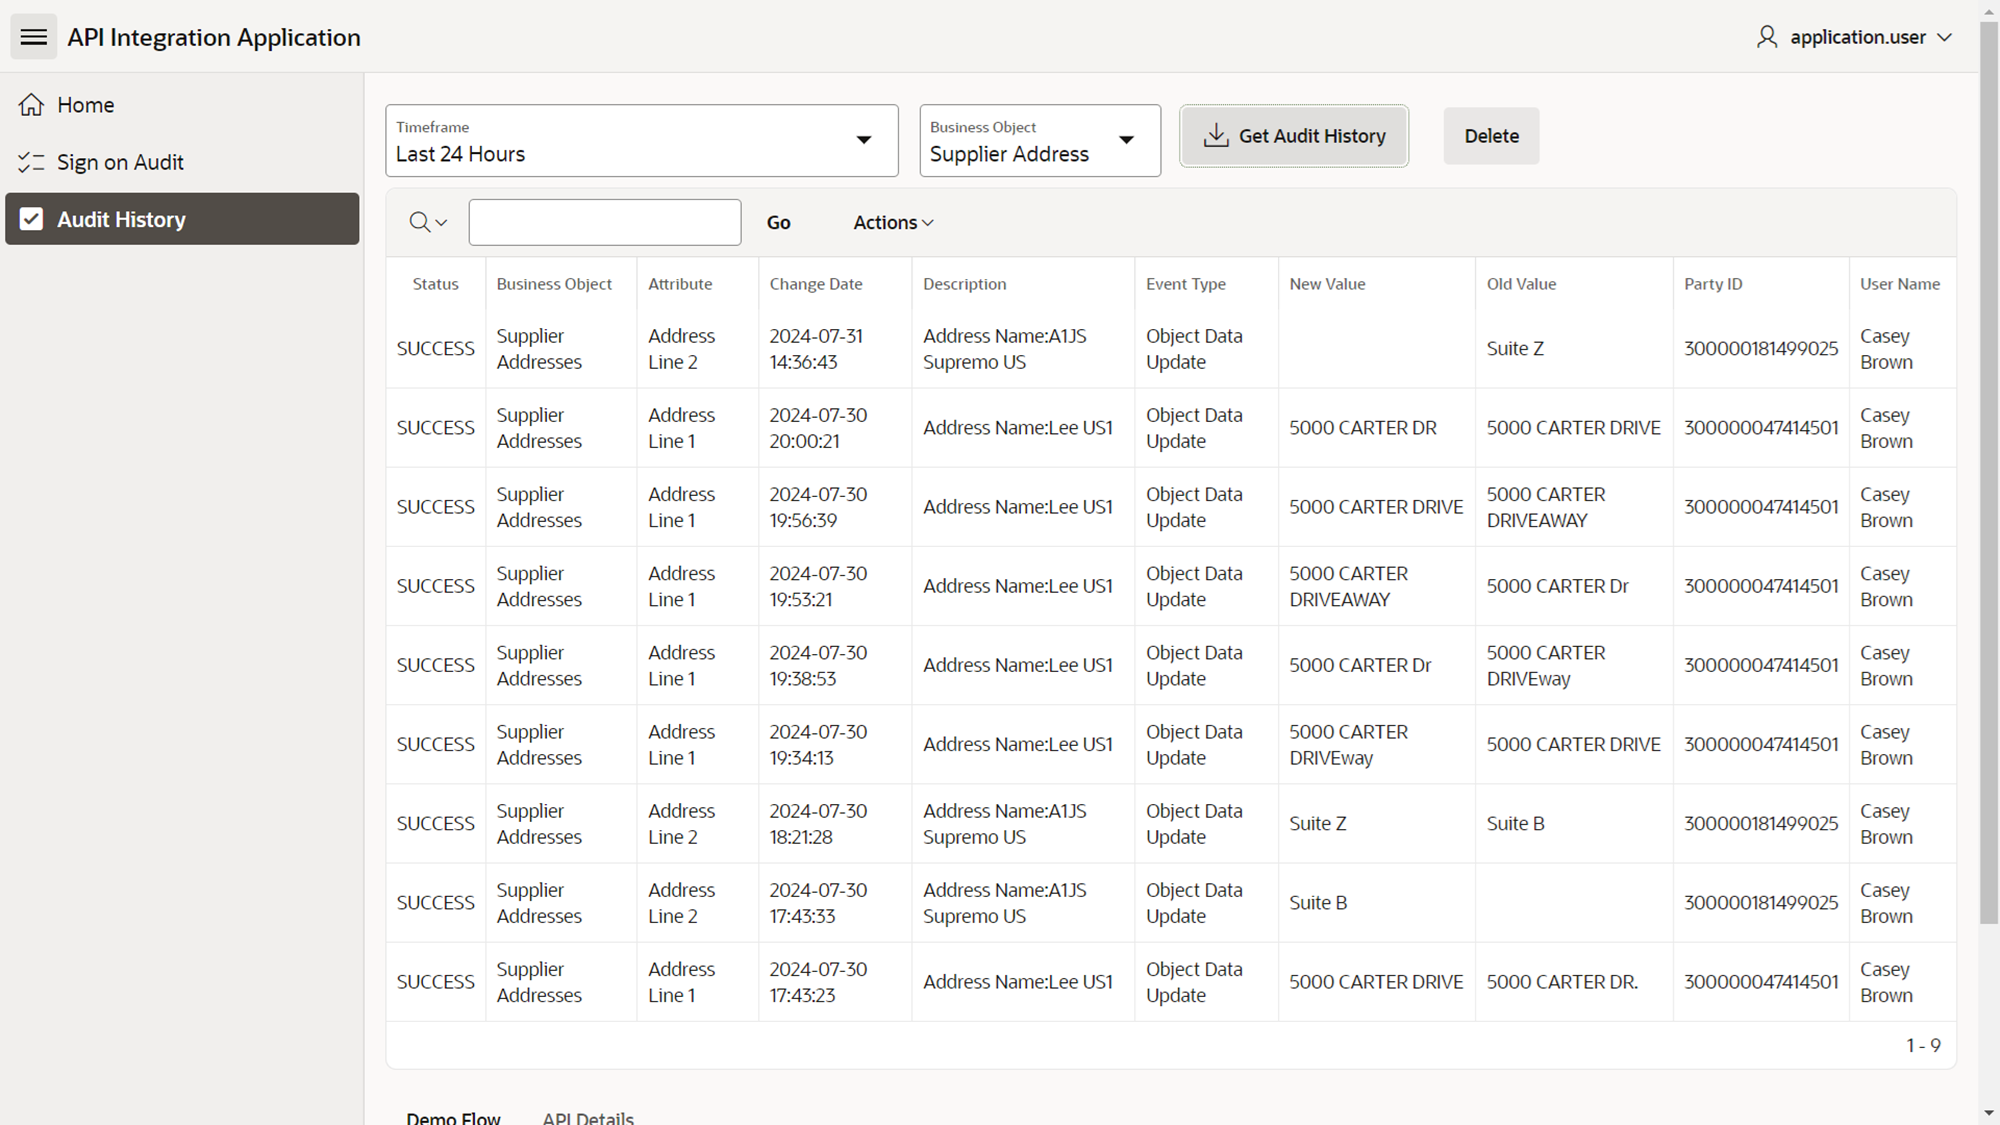 API Integration Application
application.user
Home
Sign on Audit
Audit History
Timeframe
Last 24 Hours
Business Object
Supplier Address
Get Audit History
Delete
Go
Actions
Status Business Object Attribute Change Date Description Event Type New Value Old Value Party ID User Name
SUCCESS Supplier Addresses Address Line 2 2024-07-31 14:36:43 Address Name:A1JS Supremo US Object Data Update Suite Z 300000181499025 Casey Brown
SUCCESS Supplier Addresses Address Line 1 2024-07-30 20:00:21 Address Name:Lee US1 Object Data Update 5000 CARTER DR 5000 CARTER DRIVE 300000047414501 Casey Brown
SUCCESS Supplier Addresses Address Line 1 2024-07-30 19:56:39 Address Name:Lee US1 Object Data Update 5000 CARTER DRIVE 5000 CARTER DRIVEAWAY 300000047414501 Casey Brown
SUCCESS Supplier Addresses Address Line 1 2024-07-30 19:53:21 Address Name:Lee US1 Object Data Update 5000 CARTER DRIVEAWAY 5000 CARTER Dr 300000047414501 Casey Brown
SUCCESS Supplier Addresses Address Line 1 2024-07-30 19:38:53 Address Name:Lee US1 Object Data Update 5000 CARTER Dr 5000 CARTER DRIVEway 300000047414501 Casey Brown
SUCCESS Supplier Addresses Address Line 1 2024-07-30 19:34:13 Address Name:Lee US1 Object Data Update 5000 CARTER DRIVEway 5000 CARTER DRIVE 300000047414501 Casey Brown
SUCCESS Supplier Addresses Address Line 2 2024-07-30 18:21:28 Address Name:A1JS Supremo US Object Data Update Suite Z Suite B 300000181499025 Casey Brown
SUCCESS Supplier Addresses Address Line 2 2024-07-30 17:43:33 Address Name:A1JS Supremo US Object Data Update Suite B 300000181499025 Casey Brown
SUCCESS Supplier Addresses Address Line 1 2024-07-30 17:43:23 Address Name:Lee US1 Object Data Update 5000 CARTER DRIVE 5000 CARTER DR. 300000047414501 Casey Brown
1 - 9
Demo Flow API Details